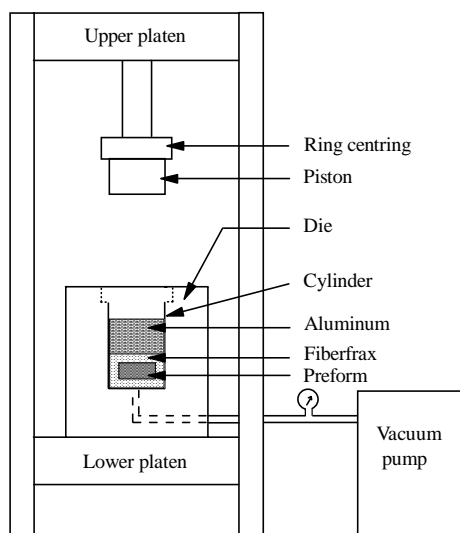 Upper platen
Ring centring
Piston
Die
Cylinder
Aluminum
Fiberfrax
Preform
Vacuum
pump
Lower platen